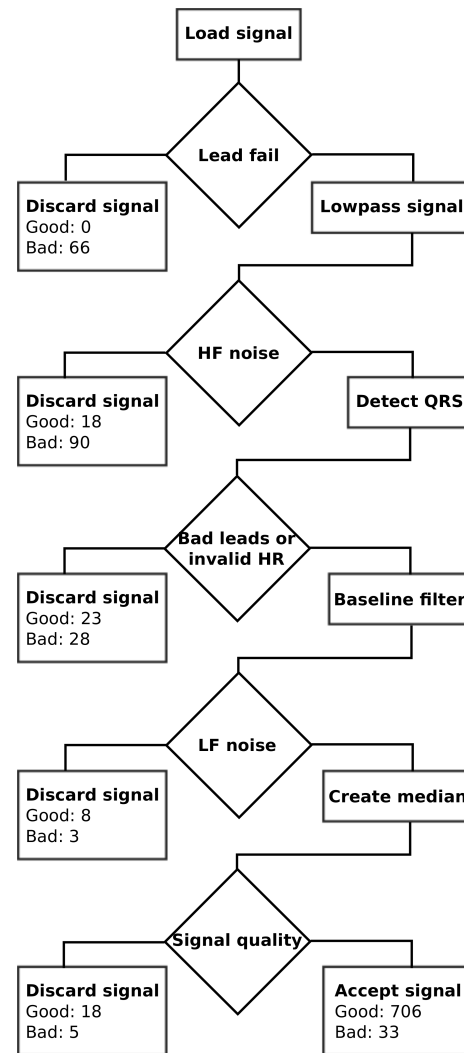 Load signal
Lead fail
Discard signal
Good: 0
Bad: 66
Lowpass signal
HF noise
Discard signal
Good: 18
Bad: 90
Detect QRS
Bad leads or
invalid HR
Discard signal
Good: 23
Bad: 28
Baseline filter
LF noise
Discard signal
Good: 8
Bad: 3
Create median
Signal quality
Discard signal
Good: 18
Bad: 5
Accept signal
Good: 706
Bad: 33